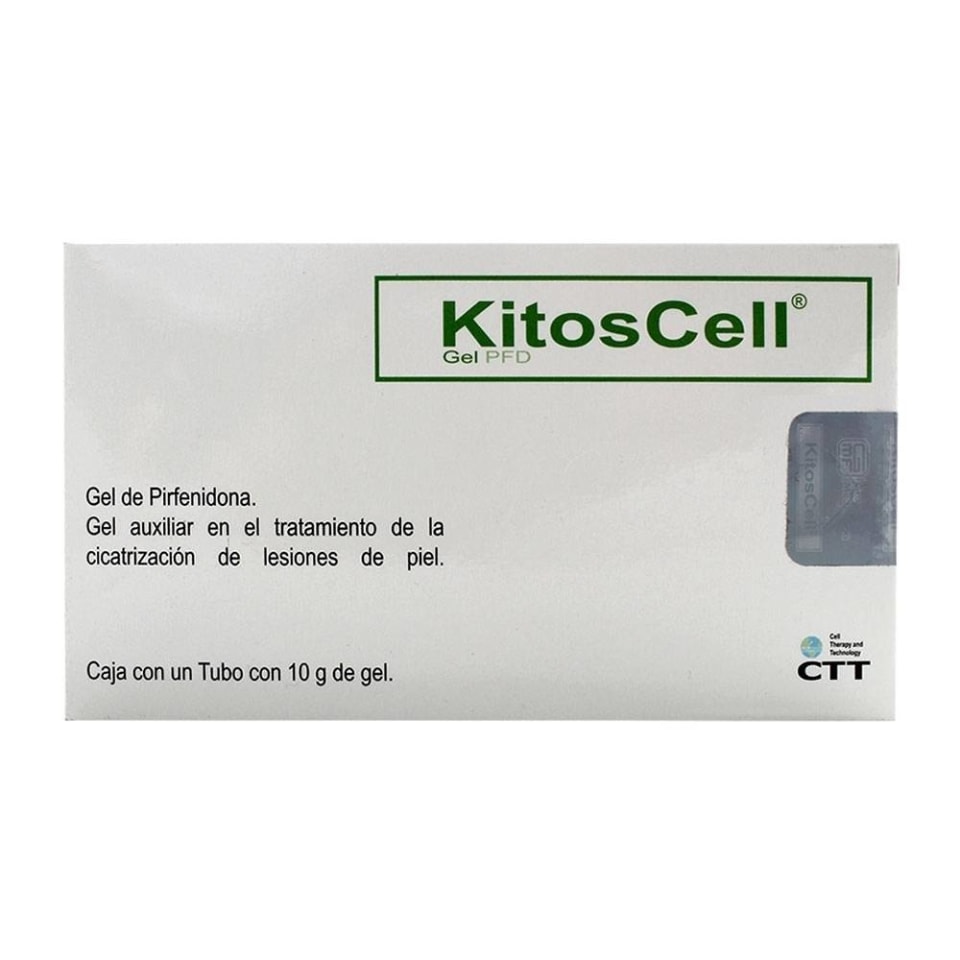 KitosCell®
Gel PFD
KitosCell
Gel de Pirfenidona.
Gel auxiliar en el tratamiento de la
cicatrización de lesiones de piel.
Caja con un Tubo con 10 g de gel.
Cell
Therapy and
Technology
CTT